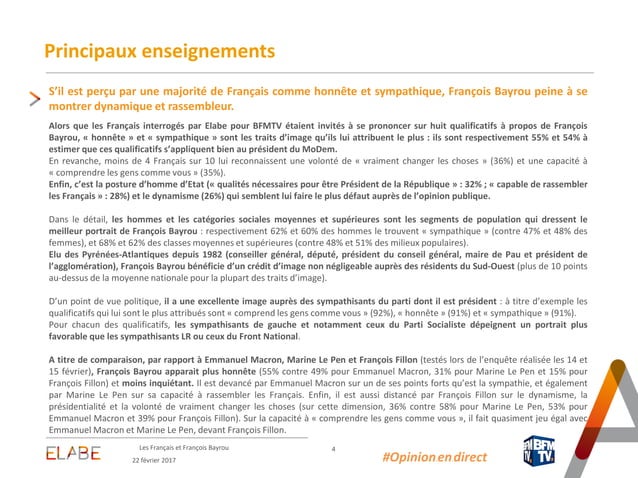 Principaux enseignements
S'il est perçu par une majorité de Français comme honnête et sympathique, François Bayrou peine à se
montrer dynamique et rassembleur.
Alors que les Français interrogés par Elabe pour BFMTV étaient invités à se prononcer sur huit qualificatifs à propos de François
Bayrou, « honnête » et « sympathique » sont les traits d'image qu'ils lui attribuent le plus : ils sont respectivement 55% et 54% à
estimer que ces qualificatifs s'appliquent bien au président du MoDem.
En revanche, moins de 4 Français sur 10 lui reconnaissent une volonté de « vraiment changer les choses » (36%) et une capacité à
« comprendre les gens comme vous » (35%).
Enfin, c'est la posture d'homme d'Etat (« qualités nécessaires pour être Président de la République » : 32% ; « capable de rassembler
les Français » : 28%) et le dynamisme (26%) qui semblent lui faire le plus défaut auprès de l'opinion publique.
Dans le détail, les hommes et les catégories sociales moyennes et supérieures sont les segments de population qui dressent le
meilleur portrait de François Bayrou : respectivement 62% et 60% des hommes le trouvent « sympathique » (contre 47% et 48% des
femmes), et 68% et 62% des classes moyennes et supérieures (contre 48% et 51% des milieux populaires).
Elu des Pyrénées-Atlantiques depuis 1982 (conseiller général, député, président du conseil général, maire de Pau et président de
l'agglomération), François Bayrou bénéficie d'un crédit d'image non négligeable auprès des résidents du Sud-Ouest (plus de 10 points
au-dessus de la moyenne nationale pour la plupart des traits d'image).
D'un point de vue politique, il a une excellente image auprès des sympathisants du parti dont il est président : à titre d'exemple les
qualificatifs qui lui sont le plus attribués sont « comprend les gens comme vous » (92%), « honnête » (91%) et « sympathique » (91%).
Pour chacun des qualificatifs, les sympathisants de gauche et notamment ceux du Parti Socialiste dépeignent un portrait plus
favorable que les sympathisants LR ou ceux du Front National.
A titre de comparaison, par rapport à Emmanuel Macron, Marine Le Pen et François Fillon (testés lors de l'enquête réalisée les 14 et
15 février), François Bayrou apparait plus honnête (55% contre 49% pour Emmanuel Macron, 31% pour Marine Le Pen et 15% pour
François Fillon) et moins inquiétant. Il est devancé par Emmanuel Macron sur un de ses points forts qu'est la sympathie, et également
par Marine Le Pen sur sa capacité à rassembler les Français. Enfin, il est aussi distancé par François Fillon sur le dynamisme, la
présidentialité et la volonté de vraiment changer les choses (sur cette dimension, 36% contre 58% pour Marine Le Pen, 53% pour
Emmanuel Macron et 39% pour François Fillon). Sur la capacité à « comprendre les gens comme vous », il fait quasiment jeu égal avec
Emmanuel Macron et Marine Le Pen, devant François Fillon.
ELABE
Les Français et François Bayrou
22 février 2017
4
#Opinion en direct
BFM
TV.